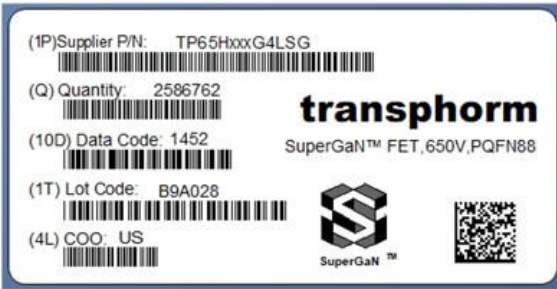 (1P)Supplier P/N: TP65HxxxG4LSG
(Q) Quantity: 2586762
transphorm
(10D) Data Code: 1452
SuperGaN™ FET,650V,PQFN88
(1T) Lot Code: B9A028
(4L) COO: US
SuperGaN ™